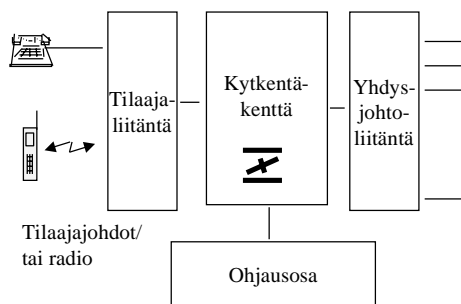 Tilaaja-
liitäntä
Kytkentä-
kenttä
Yhdys-
johto-
liitäntä
Tilaajajohdot/
tai radio
Ohjausosa